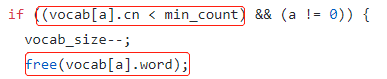 if ((vocab[a].cn < min_count) && (a != 0)) {
vocab_size--;
free(vocab[a].word);